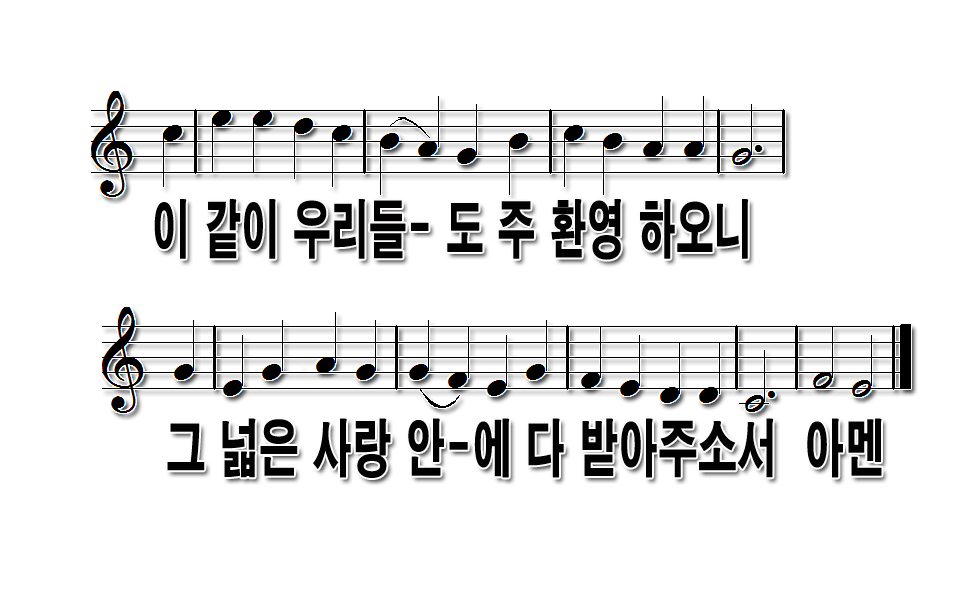 이 같이 우리들- 도 주 환영 하오니
그 넓은 사랑 안-에 다 받아주소서 아멘